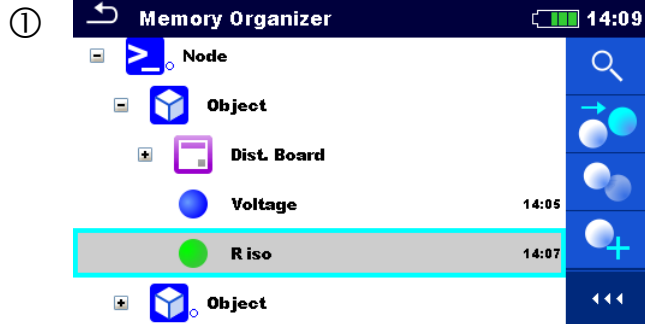 ①
Memory Organizer 14:09
>_ Node
Object
Dist. Board
Voltage 14:05
R iso 14:07
Object